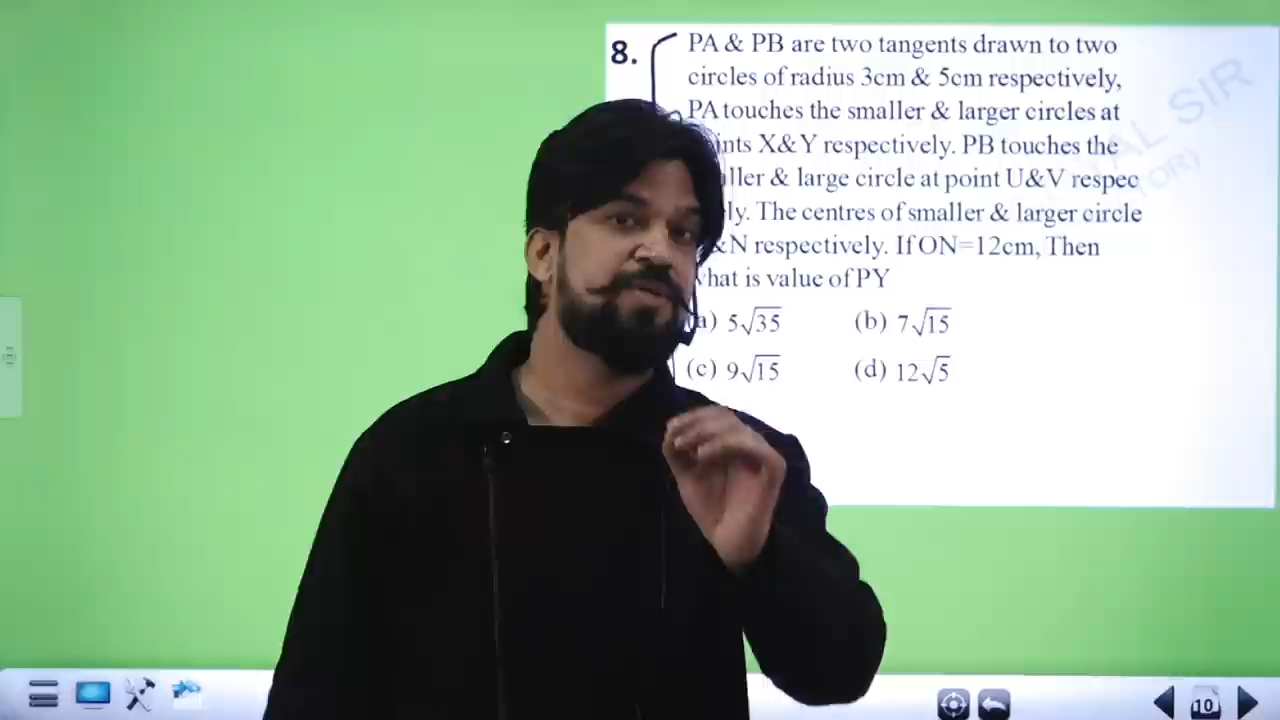 8. PA & PB are two tangents drawn to two
circles of radius 3cm & 5cm respectively,
PA touches the smaller & larger circles at
X&Y respectively. PB touches the
& large circle at point U&V respec
The centres of smaller & larger circle
&N respectively. If ON=12cm, Then
is value of PY
(a) 5√35 (b) 7√15
(c) 9√15 (d) 12√5
SIR
10